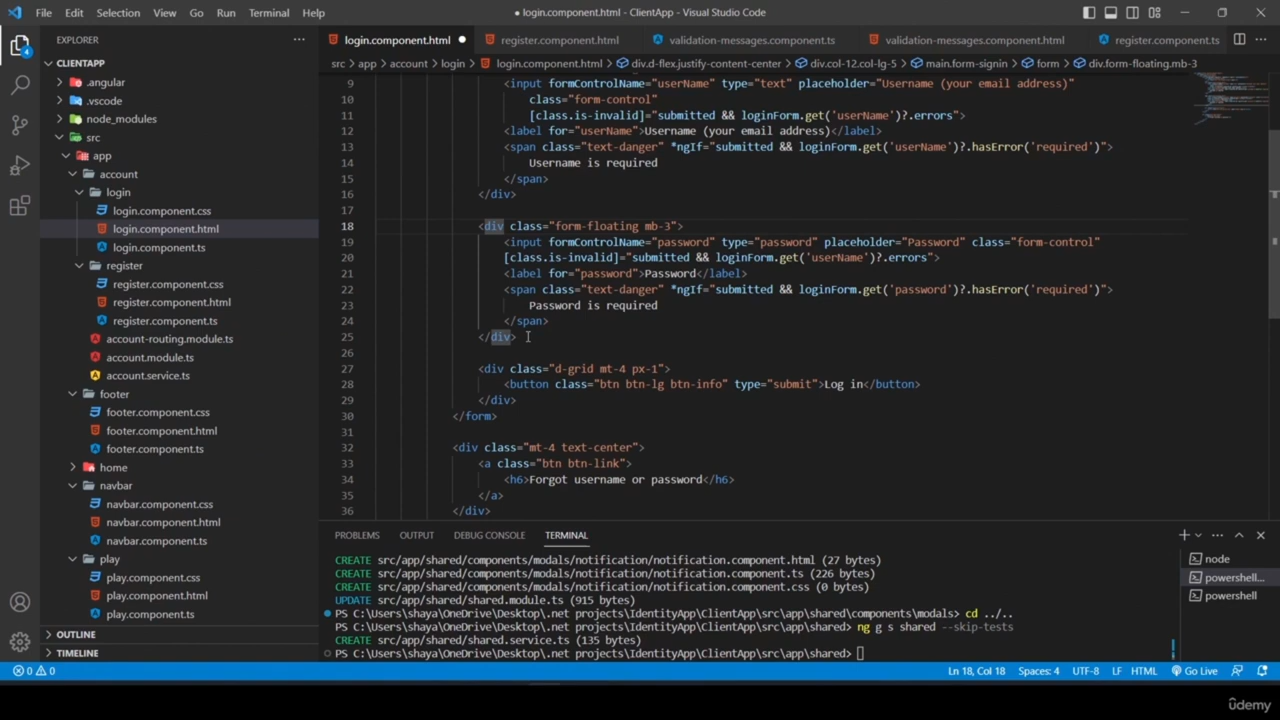 File Edit Selection View Go Run Terminal Help
● login.component.html - ClientApp - Visual Studio Code
EXPLORER
login.component.html ●
register.component.html
validation-messages.component.ts
validation-messages.component.html
register.component.ts
src > app > account > login > login.component.html > div.d-flex.justify-content-center > div.col-12.col-lg-5 > main.form-signin > form > div.form-floating.mb-3
4
CLIENTAPP
.angular
.vscode
node_modules
src
app
account
login
login.component.css
login.component.html
login.component.ts
register
register.component.css
register.component.html
register.component.ts
account-routing.module.ts
account.module.ts
account.service.ts
footer
footer.component.css
footer.component.html
footer.component.ts
home
navbar
navbar.component.css
navbar.component.html
navbar.component.ts
play
play.component.css
play.component.html
play.component.ts
OUTLINE
TIMELINE
9 <input formControlName="userName" type="text" placeholder="Username (your email address)"
10 class="form-control"
11 [class.is-invalid]="submitted && loginForm.get('userName')?.errors">
12 <label for="userName">Username (your email address)</label>
13 <span class="text-danger" *ngIf="submitted && loginForm.get('userName')?.hasError('required')">
14 Username is required
15 </span>
16 </div>
17
18 <div class="form-floating mb-3">
19 <input formControlName="password" type="password" placeholder="Password" class="form-control"
20 [class.is-invalid]="submitted && loginForm.get('userName')?.errors">
21 <label for="password">Password</label>
22 <span class="text-danger" *ngIf="submitted && loginForm.get('password')?.hasError('required')">
23 Password is required
24 </span>
25 </div>
26
27 <div class="d-grid mt-4 px-1">
28 <button class="btn btn-lg btn-info" type="submit">Log in</button>
29 </div>
30 </form>
31
32 <div class="mt-4 text-center">
33 <a class="btn btn-link">
34 <h6>Forgot username or password</h6>
35 </a>
36 </div>
PROBLEMS OUTPUT DEBUG CONSOLE TERMINAL
CREATE src/app/shared/components/modals/notification/notification.component.html (27 bytes)
CREATE src/app/shared/components/modals/notification/notification.component.ts (226 bytes)
CREATE src/app/shared/components/modals/notification/notification.component.css (0 bytes)
UPDATE src/app/shared/shared.module.ts (915 bytes)
PS C:\Users\shaya\OneDrive\Desktop\.net projects\IdentityApp\ClientApp\src\app\shared\components\modals> cd ../..
PS C:\Users\shaya\OneDrive\Desktop\.net projects\IdentityApp\ClientApp\src\app\shared> ng g s shared --skip-tests
CREATE src/app/shared/shared.service.ts (135 bytes)
PS C:\Users\shaya\OneDrive\Desktop\.net projects\IdentityApp\ClientApp\src\app\shared>
node
powershell...
powershell
0 0
Ln 18, Col 18 Spaces: 4 UTF-8 LF HTML Go Live
ûdemy